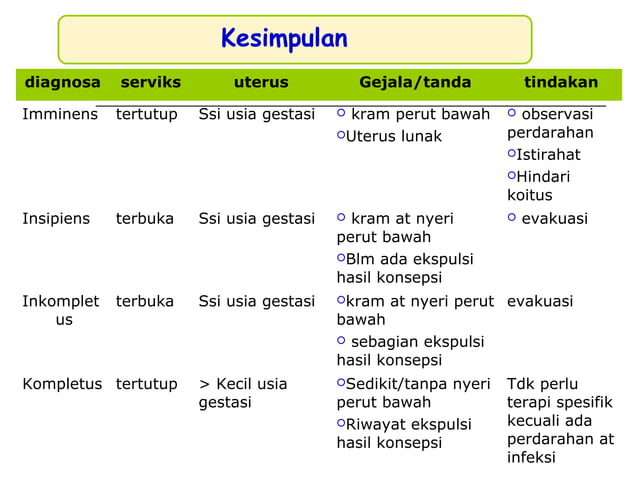 Kesimpulan
diagnosa serviks uterus Gejala/tanda tindakan
Imminens tertutup Ssi usia gestasi
kram perut bawah
Uterus lunak
observasi
perdarahan
Istirahat
Hindari
koitus
Insipiens terbuka Ssi usia gestasi
kram at nyeri
perut bawah
Blm ada ekspulsi
hasil konsepsi
evakuasi
Inkomplet
us
terbuka Ssi usia gestasi
kram at nyeri perut
bawah
sebagian ekspulsi
hasil konsepsi
evakuasi
Kompletus tertutup
> Kecil usia
gestasi
Sedikit/tanpa nyeri
perut bawah
Riwayat ekspulsi
hasil konsepsi
Tdk perlu
terapi spesifik
kecuali ada
perdarahan at
infeksi